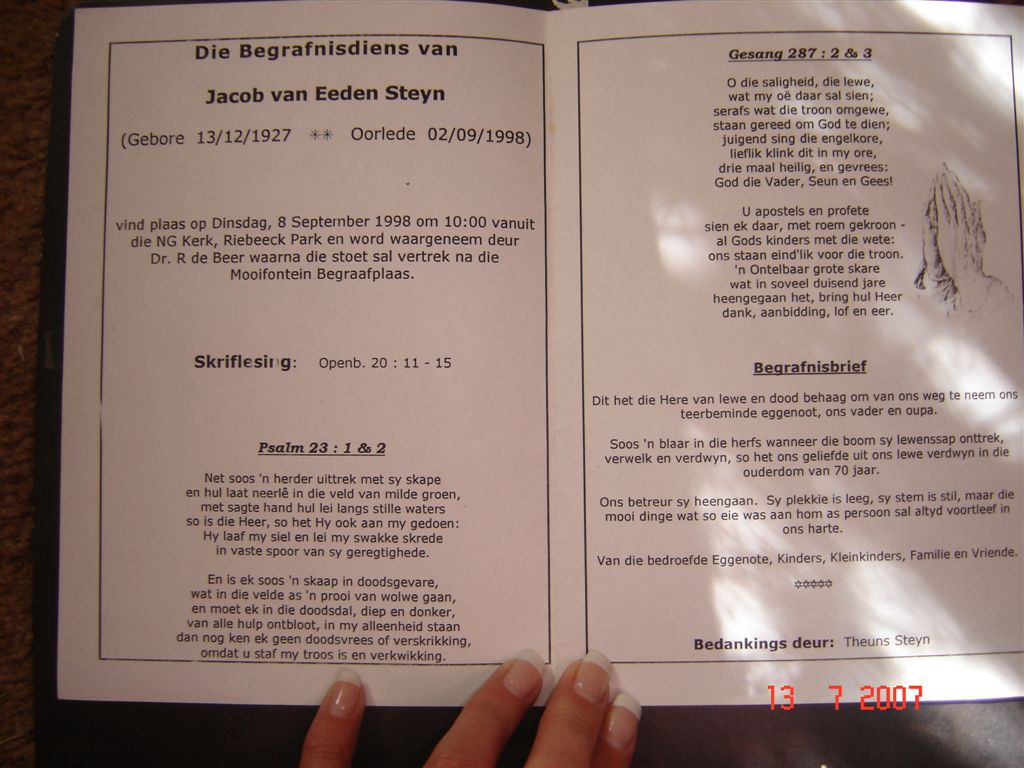 Die Begrafnisdiens van
Jacob van Eeden Steyn
(Gebore 13/12/1927 ** Oorlede 02/09/1998)
vind plaas op Dinsdag, 8 September 1998 om 10:00 vanuit
die NG Kerk, Riebeeck Park en word waargeneem deur
Dr. R de Beer waarna die stoet sal vertrek na die
Mooifontein Begraafplaas.
Skriflesing: Openb. 20 : 11 - 15
Psalm 23 : 1 & 2
Net soos 'n herder uittrek met sy skape
en hul laat neerlê in die veld van milde groen,
met sagte hand hul lei langs stille waters
so is die Heer, so het Hy ook aan my gedoen:
Hy laaf my siel en lei my swakke skrede
in vaste spoor van sy geregtighede.
En is ek soos 'n skaap in doodsgevare,
wat in die velde as 'n prooi van wolwe gaan,
en moet ek in die doodsdal, diep en donker,
van alle hulp ontbloot, in my alleenheid staan
dan nog ken ek geen doodsvrees of verskrikking,
omdat u staf my troos is en verkwikking.
Gesang 287 : 2 & 3
O die saligheid, die lewe,
wat my oë daar sal sien;
serafs wat die troon omgewe,
staan gereed om God te dien;
juigend sing die engelkore,
lieflik klink dit in my ore,
drie maal heilig, en gevrees:
God die Vader, Seun en Gees!
U apostels en profete
sien ek daar, met roem gekroon -
al Gods kinders met die wete:
ons staan eind'lik voor die troon.
'n Ontelbaar grote skare
wat in soveel duisend jare
heengegaan het, bring hul Heer
dank, aanbidding, lof en eer.
Begrafnisbrief
Dit het die Here van lewe en dood behaag om van ons weg te neem ons
teerbeminde eggenoot, ons vader en oupa.
Soos 'n blaar in die herfs wanneer die boom sy lewenssap onttrek,
verwelk en verdwyn, so het ons geliefde uit ons lewe verdwyn in die
ouderdom van 70 jaar.
Ons betreur sy heengaan. Sy plekkie is leeg, sy stem is stil, maar die
mooi dinge wat so eie was aan hom as persoon sal altyd voortleef in
ons harte.
Van die bedroefde Eggenote, Kinders, Kleinkinders, Familie en Vriende.
*****
Bedankings deur: Theuns Steyn
13 7 2007